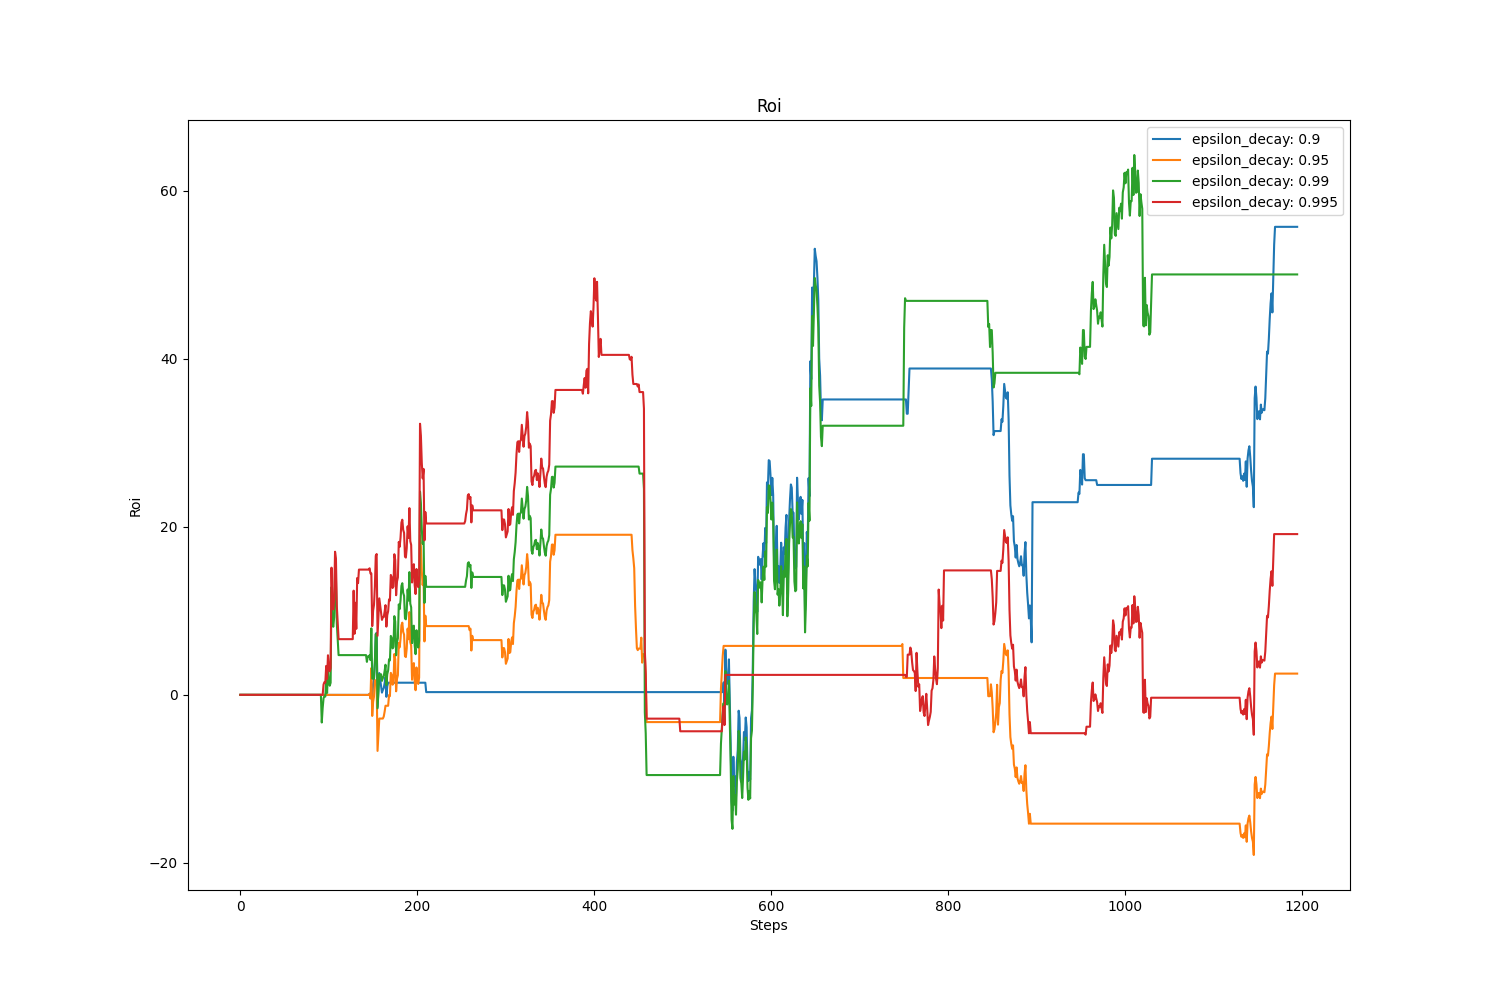 Roi
epsilon_decay: 0.9
epsilon_decay: 0.95
epsilon_decay: 0.99
epsilon_decay: 0.995
60
40
20
0
−20
Roi
0 200 400 600 800 1000 1200
Steps